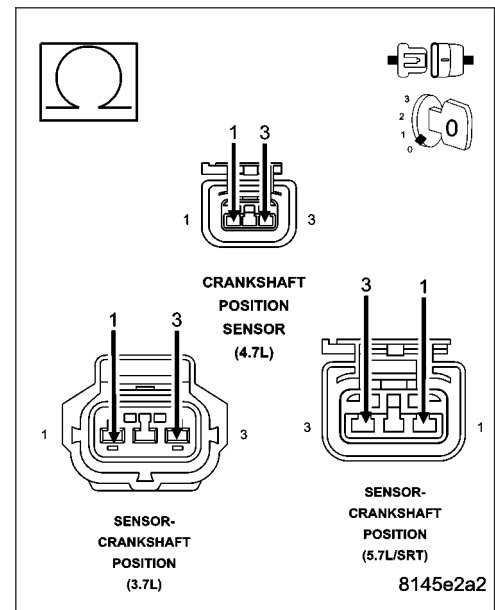 3
2
1
0
0
1 3
1 3
CRANKSHAFT
POSITION
SENSOR
(4.7L)
1 3
1 3
SENSOR-
CRANKSHAFT
POSITION
(3.7L)
3 1
3 1
SENSOR-
CRANKSHAFT
POSITION
(5.7L/SRT)
8145e2a2